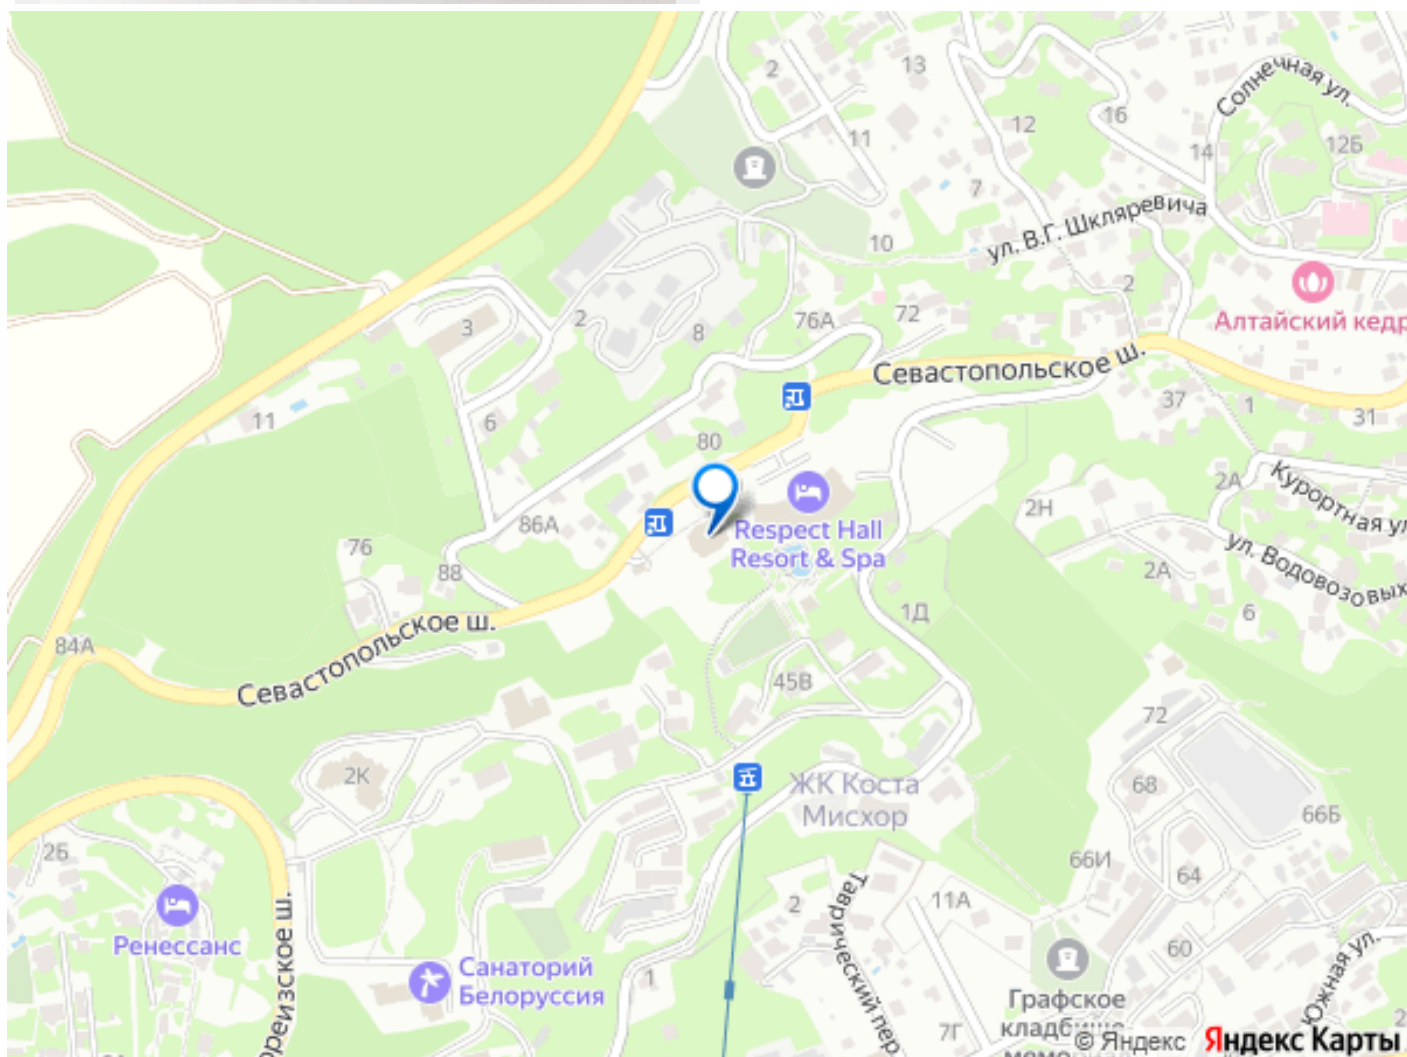 2
13
Солнечная ул.
16
12
11
12Б
14
7
ул. В.Г. Шкляревича
10
2
Алтайский кедр
3
2
8
76А
72
Севастопольское ш.
37
1
31
11
6
80
2А
Курортная ул
86А
2Н
Respect Hall
Resort & Spa
76
88
ул. Водовозовых
2А
6
1Д
84А
Севастопольское ш.
45В
72
2К
ЖК Коста
Мисхор
68
66Б
2Б
66И
64
Таврический пер
2
11А
Ренессанс
60
Южная ул.
Санаторий
Белоруссия
1
Графское
кладбище
7Г
2
© Яндекс
Яндекс Карты